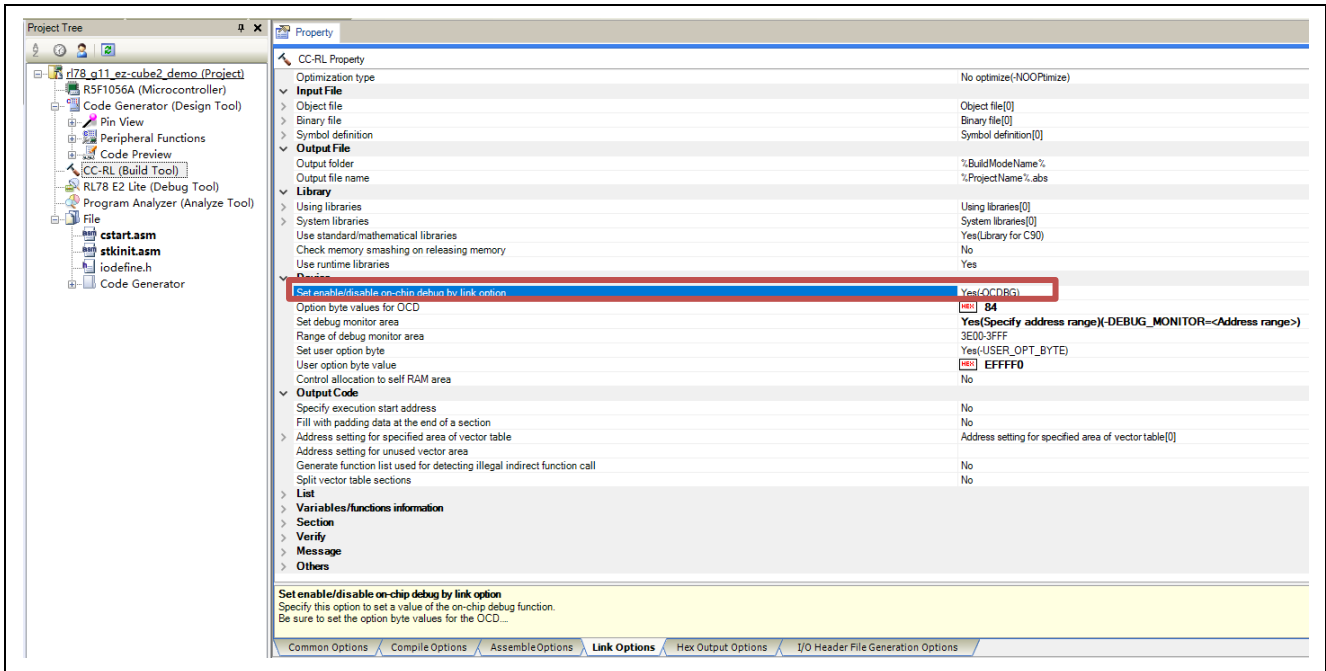 Project Tree
Property
rl78_g11_ez-cube2_demo (Project)
R5F1056A (Microcontroller)
Code Generator (Design Tool)
Pin View
Peripheral Functions
Code Preview
CC-RL (Build Tool)
RL78 E2 Lite (Debug Tool)
Program Analyzer (Analyze Tool)
File
cstart.asm
stkinit.asm
iodefine.h
Code Generator
CC-RL Property
Optimization type No optimize(-NOOPtimize)
Input File
Object file Object file[0]
Binary file Binary file[0]
Symbol definition Symbol definition[0]
Output File
Output folder %BuildModeName%
Output file name %ProjectName%.abs
Library
Using libraries Using libraries[0]
System libraries System libraries[0]
Use standard/mathematical libraries Yes(Library for C90)
Check memory smashing on releasing memory No
Use runtime libraries Yes
Device
Set enable/disable on-chip debug by link option Yes(-OCDBG)
Option byte values for OCD HEX 84
Set debug monitor area Yes(Specify address range)(-DEBUG_MONITOR=<Address range>)
Range of debug monitor area 3E00-3FFF
Set user option byte Yes(-USER_OPT_BYTE)
User option byte value HEX EFFFF0
Control allocation to self RAM area No
Output Code
Specify execution start address No
Fill with padding data at the end of a section No
Address setting for specified area of vector table Address setting for specified area of vector table[0]
Address setting for unused vector area
Generate function list used for detecting illegal indirect function call No
Split vector table sections No
List
Variables/functions information
Section
Verify
Message
Others
Set enable/disable on-chip debug by link option
Specify this option to set a value of the on-chip debug function.
Be sure to set the option byte values for the OCD....
Common Options Compile Options Assemble Options Link Options Hex Output Options I/O Header File Generation Options